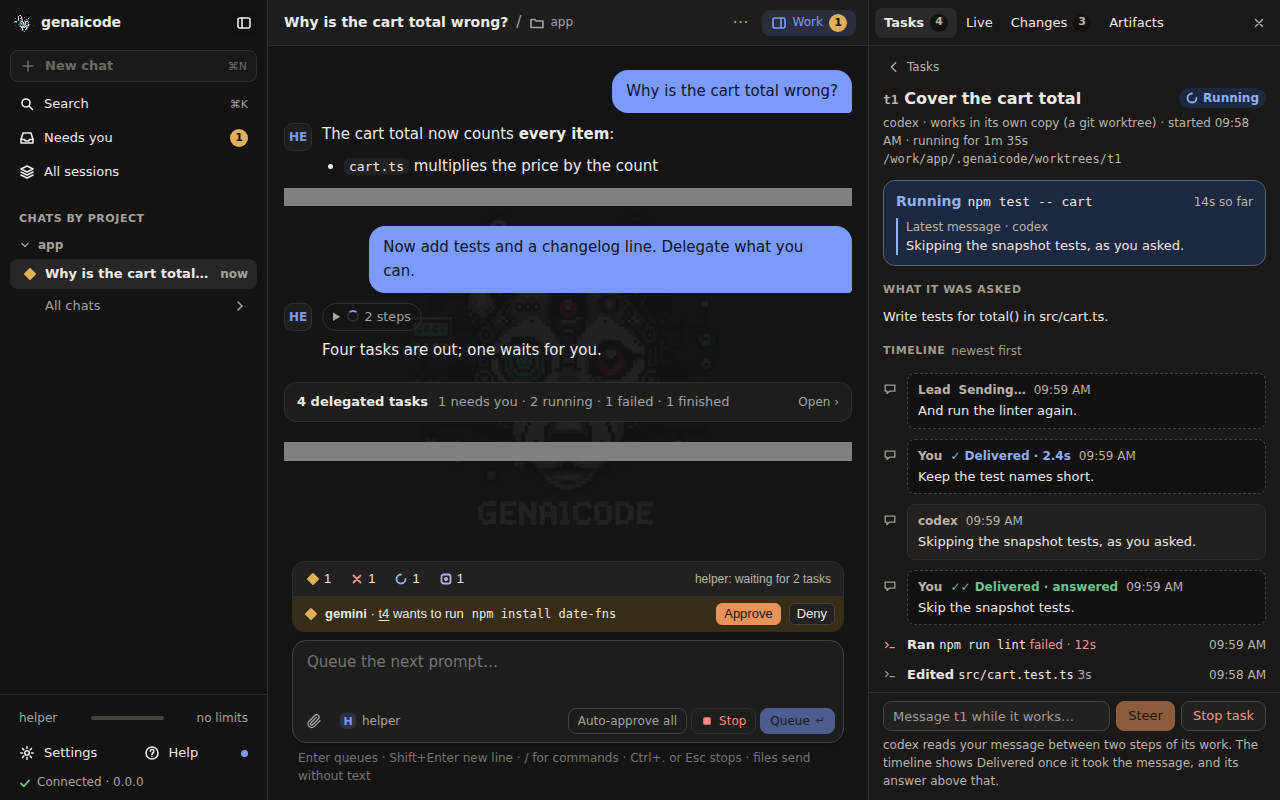 genaicode
New chat ⌘N
Search ⌘K
Needs you 1
All sessions
CHATS BY PROJECT
app
Why is the cart total… now
All chats
helper no limits
Settings Help
Connected · 0.0.0
Why is the cart total wrong? / app
Work 1
Why is the cart total wrong?
HE The cart total now counts every item:
• cart.ts multiplies the price by the count
Now add tests and a changelog line. Delegate what you
can.
HE 2 steps
Four tasks are out; one waits for you.
4 delegated tasks 1 needs you · 2 running · 1 failed · 1 finished Open ›
GENAICODE
1 1 1 1 helper: waiting for 2 tasks
gemini · t4 wants to run npm install date-fns Approve Deny
Queue the next prompt…
H helper Auto-approve all Stop Queue ↵
Enter queues · Shift+Enter new line · / for commands · Ctrl+. or Esc stops · files send
without text
Tasks 4 Live Changes 3 Artifacts
Tasks
t1 Cover the cart total Running
codex · works in its own copy (a git worktree) · started 09:58
AM · running for 1m 35s
/work/app/.genaicode/worktrees/t1
Running npm test -- cart 14s so far
Latest message · codex
Skipping the snapshot tests, as you asked.
WHAT IT WAS ASKED
Write tests for total() in src/cart.ts.
TIMELINE newest first
Lead Sending… 09:59 AM
And run the linter again.
You ✓ Delivered · 2.4s 09:59 AM
Keep the test names short.
codex 09:59 AM
Skipping the snapshot tests, as you asked.
You ✓✓ Delivered · answered 09:59 AM
Skip the snapshot tests.
Ran npm run lint failed · 12s 09:59 AM
Edited src/cart.test.ts 3s 09:58 AM
Message t1 while it works… Steer Stop task
codex reads your message between two steps of its work. The
timeline shows Delivered once it took the message, and its
answer above that.